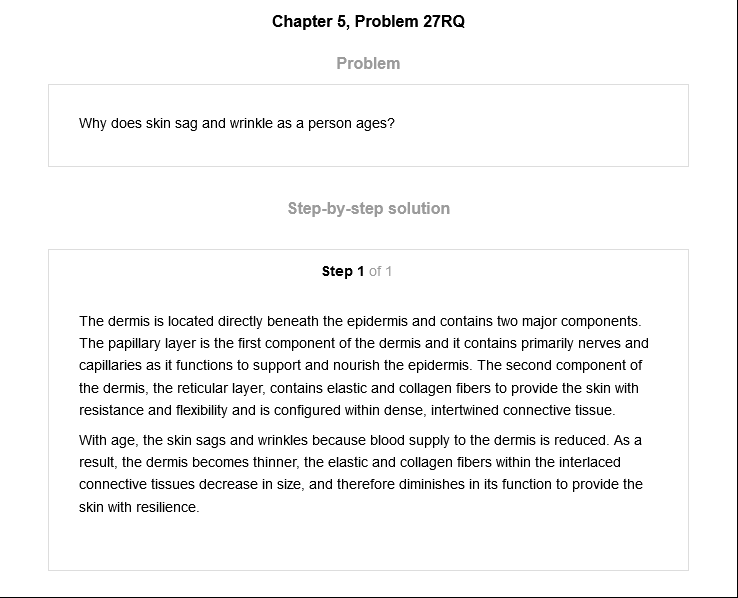 Chapter 5, Problem 27RQ
Problem
Why does skin sag and wrinkle as a person ages?
Step-by-step solution
Step 1 of 1
The dermis is located directly beneath the epidermis and contains two major components.
The papillary layer is the first component of the dermis and it contains primarily nerves and
capillaries as it functions to support and nourish the epidermis. The second component of
the dermis, the reticular layer, contains elastic and collagen fibers to provide the skin with
resistance and flexibility and is configured within dense, intertwined connective tissue.
With age, the skin sags and wrinkles because blood supply to the dermis is reduced. As a
result, the dermis becomes thinner, the elastic and collagen fibers within the interlaced
connective tissues decrease in size, and therefore diminishes in its function to provide the
skin with resilience.